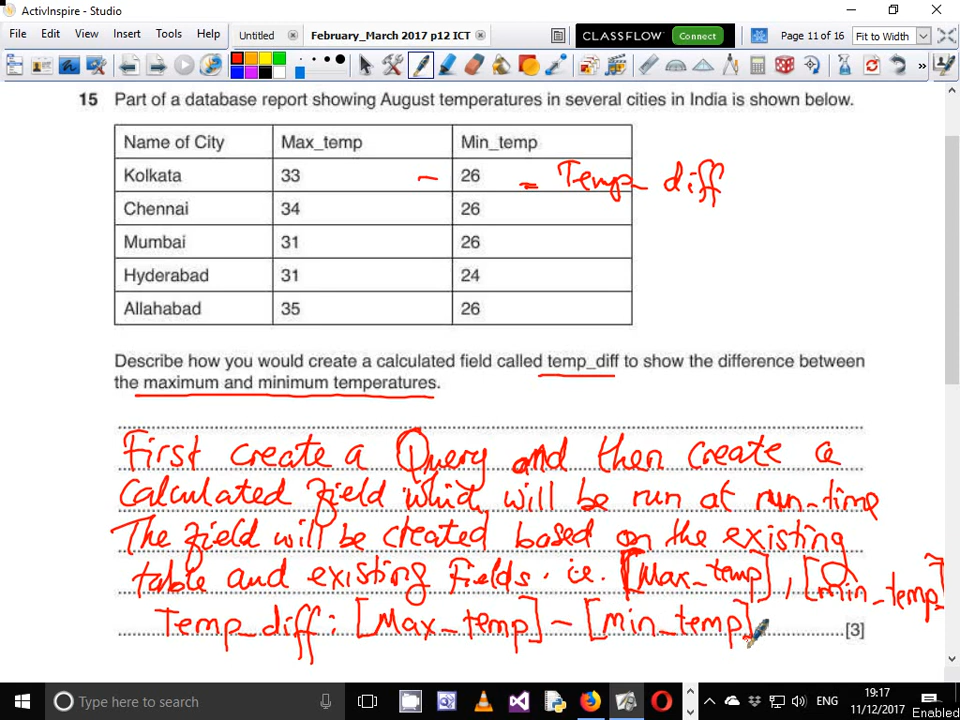 ActivInspire - Studio
File Edit View Insert Tools Help Untitled February_March 2017 p12 ICT CLASSFLOW Connect Page 11 of 16 Fit to Width
15 Part of a database report showing August temperatures in several cities in India is shown below.
Name of City Max_temp Min_temp
Kolkata 33 - 26 = Temp_diff
Chennai 34 26
Mumbai 31 26
Hyderabad 31 24
Allahabad 35 26
Describe how you would create a calculated field called temp_diff to show the difference between
the maximum and minimum temperatures.
First create a Query and then create a
Calculated field which will be run at run-time
The field will be created based on the existing
table and existing Fields. i.e. [Max_temp], [min_temp]
Temp_diff: [Max_temp] - [min_temp] [3]
Type here to search
ENG 19:17
11/12/2017
Enabled